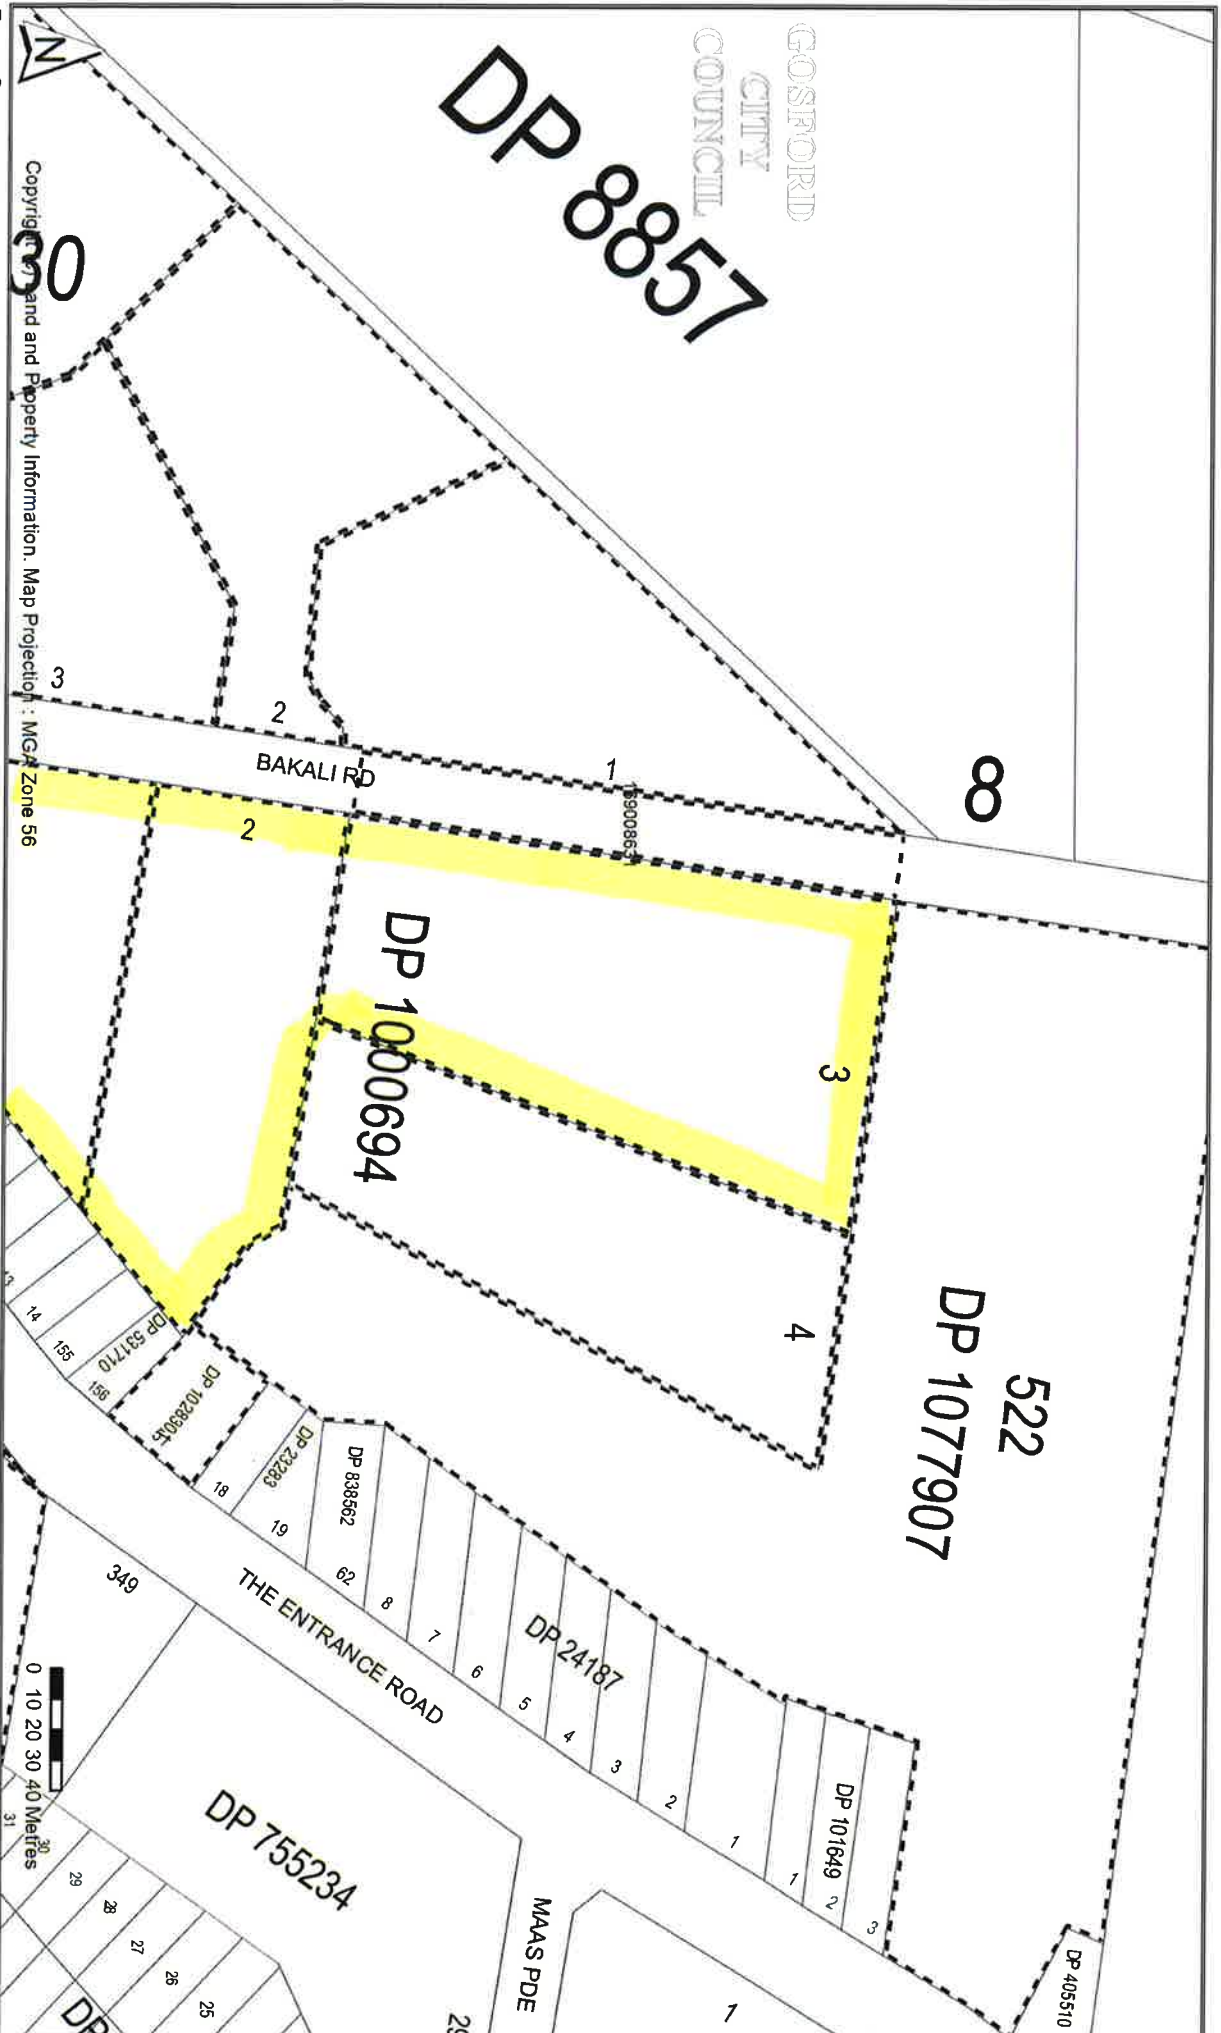 GOSFORD
CITY
COUNCIL
DP 8857
8
30
3
2
1
BAKALI RD
2
DP 1000694
3
4
522
DP 1077907
DP 405510
13
14
155
156
DP 531710
DP 1028301
18
DP 23283
19
DP 838562
62
8
7
6
5
4
3
2
1
DP 24187
1
2
3
DP 101649
THE ENTRANCE ROAD
349
DP 755234
MAAS PDE
1
29
31
30
29
28
27
26
25
DP
0 10 20 30 40 Metres
N
Copyright and Property Information. Map Projection : MGA Zone 56